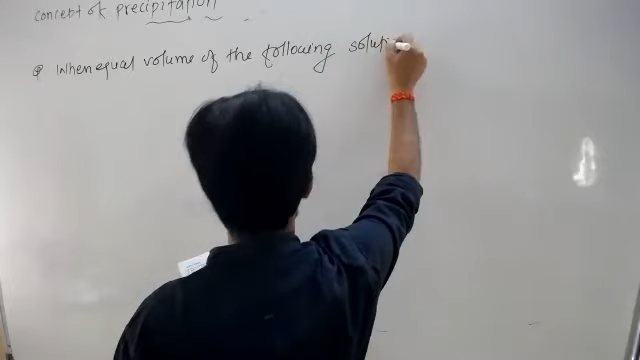 concept of precipitation
Q When equal volume of the following soluti